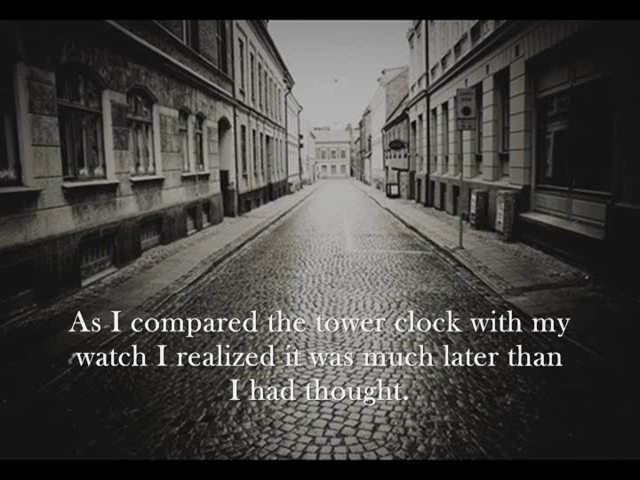 As I compared the tower clock with my
watch I realized it was much later than
I had thought.